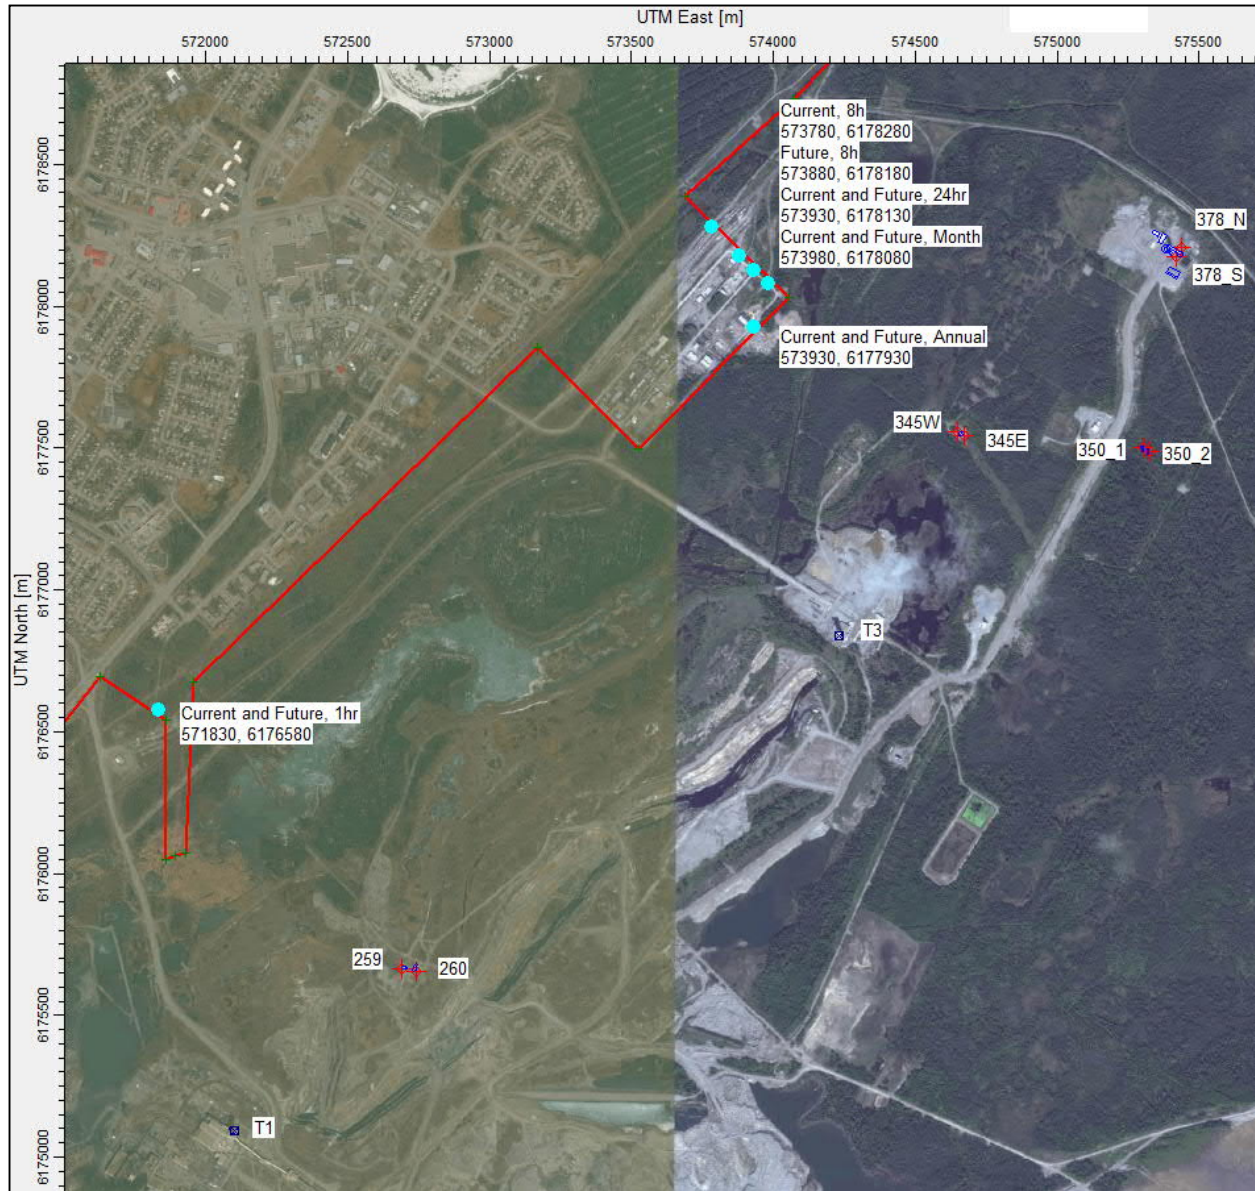 UTM East [m]
572000 572500 573000 573500 574000 574500 575000 575500
UTM North [m]
6178500
6178000
6177500
6177000
6176500
6176000
6175500
6175000
Current, 8h
573780, 6178280
Future, 8h
573880, 6178180
Current and Future, 24hr
573930, 6178130
Current and Future, Month
573980, 6178080
378_N
378_S
Current and Future, Annual
573930, 6177930
345W
345E
350_1
350_2
T3
Current and Future, 1hr
571830, 6176580
259
260
T1